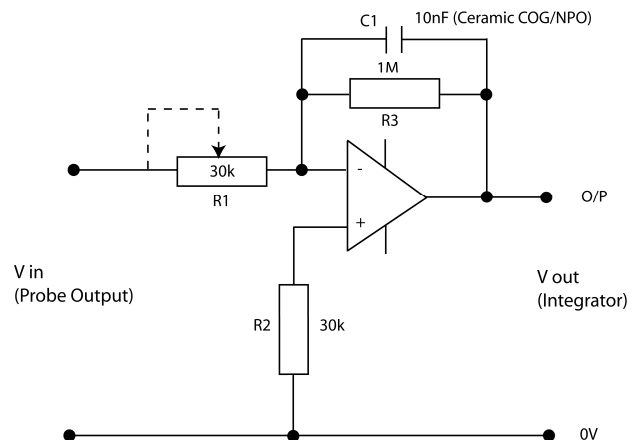 C1
10nF (Ceramic COG/NPO)
1M
R3
30k
R1
-
+
O/P
V in
(Probe Output)
V out
(Integrator)
R2
30k
0V